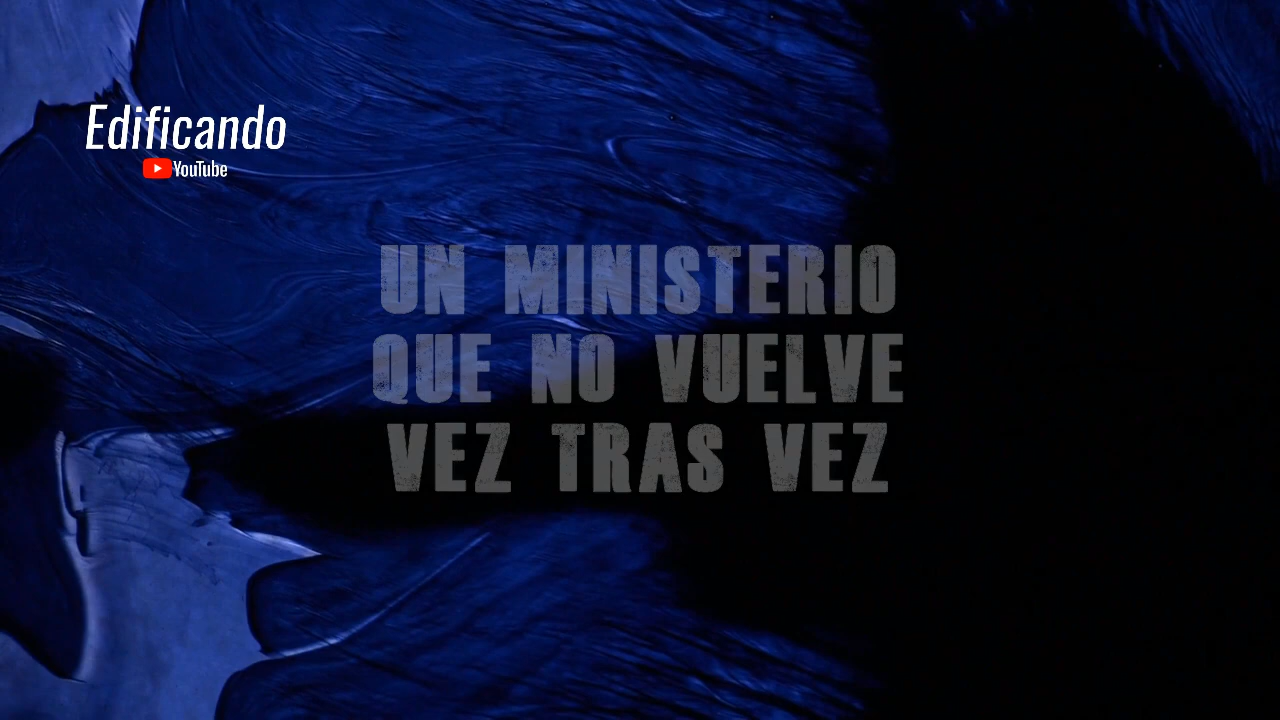 Edificando
YouTube
UN MINISTERIO
QUE NO VUELVE
VEZ TRAS VEZ